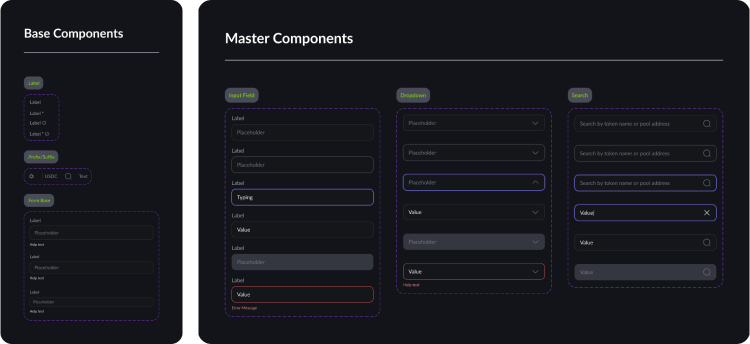 Base Components
Label
Label
Label *
Label
Label *
Prefix/Suffix
USDC
Text
Form Base
Label
Placeholder
Help text
Label
Placeholder
Help text
Label
Placeholder
Help text
Master Components
Input Field
Label
Placeholder
Label
Placeholder
Label
Typing
Label
Value
Label
Placeholder
Label
Value
Error Message
Dropdown
Placeholder
Placeholder
Placeholder
Value
Placeholder
Value
Help text
Search
Search by token name or pool address
Search by token name or pool address
Search by token name or pool address
Value
Value
Value